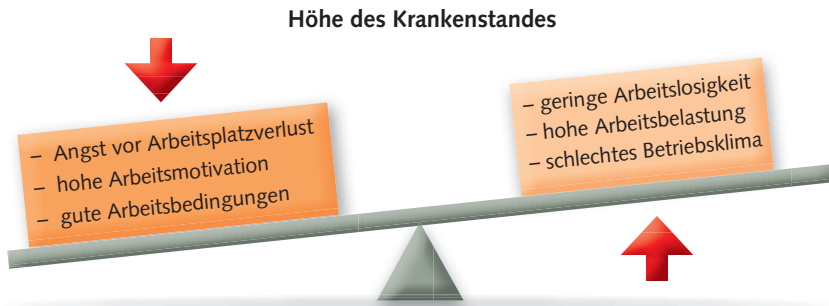 Höhe des Krankenstandes
– Angst vor Arbeitsplatzverlust
– hohe Arbeitsmotivation
– gute Arbeitsbedingungen
– geringe Arbeitslosigkeit
– hohe Arbeitsbelastung
– schlechtes Betriebsklima